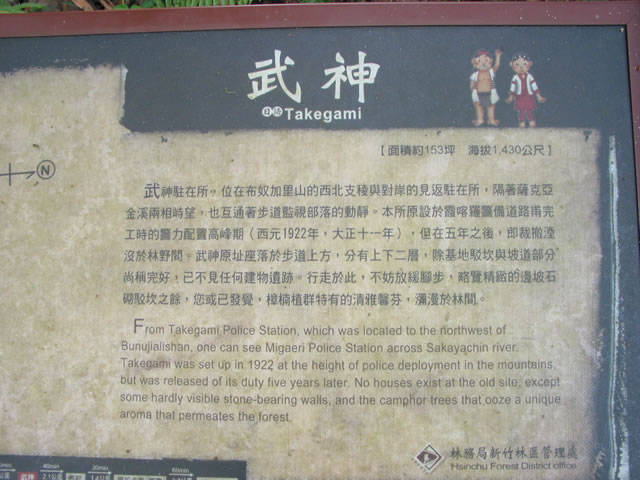 武神
日語 Takegami
【面積約153坪 海拔1,430公尺】
N
武神駐在所，位在布奴加里山的西北支稜與對岸的見返駐在所，隔著薩克亞
金溪兩相峙望，也互通著步道監視部落的動靜。本所原設於霞喀羅警備道路甫完
工時的警力配置高峰期（西元1922年，大正十一年），但在五年之後，即裁撤湮
沒於林野間。武神原址座落於步道上方，分有上下二層，除基地駁坎與坡道部分
尚稱完好，已不見任何建物遺跡。行走於此，不妨放緩腳步，略覽精緻的邊坡石
砌駁坎之餘，您或已發覺，樟楠植群特有的清雅馨芬，瀰漫於林間。
From Takegami Police Station, which was located to the northwest of
Bunujialishan, one can see Migaeri Police Station across Sakayachin river.
Takegami was set up in 1922 at the height of police deployment in the mountains,
but was released of its duty five years later. No houses exist at the old site, except
some hardly visible stone-bearing walls, and the camphor trees that ooze a unique
aroma that permeates the forest.
林務局新竹林區管理處
Hsinchu Forest District office
40min 30min 60min
武神 2.1公里 1.4公里